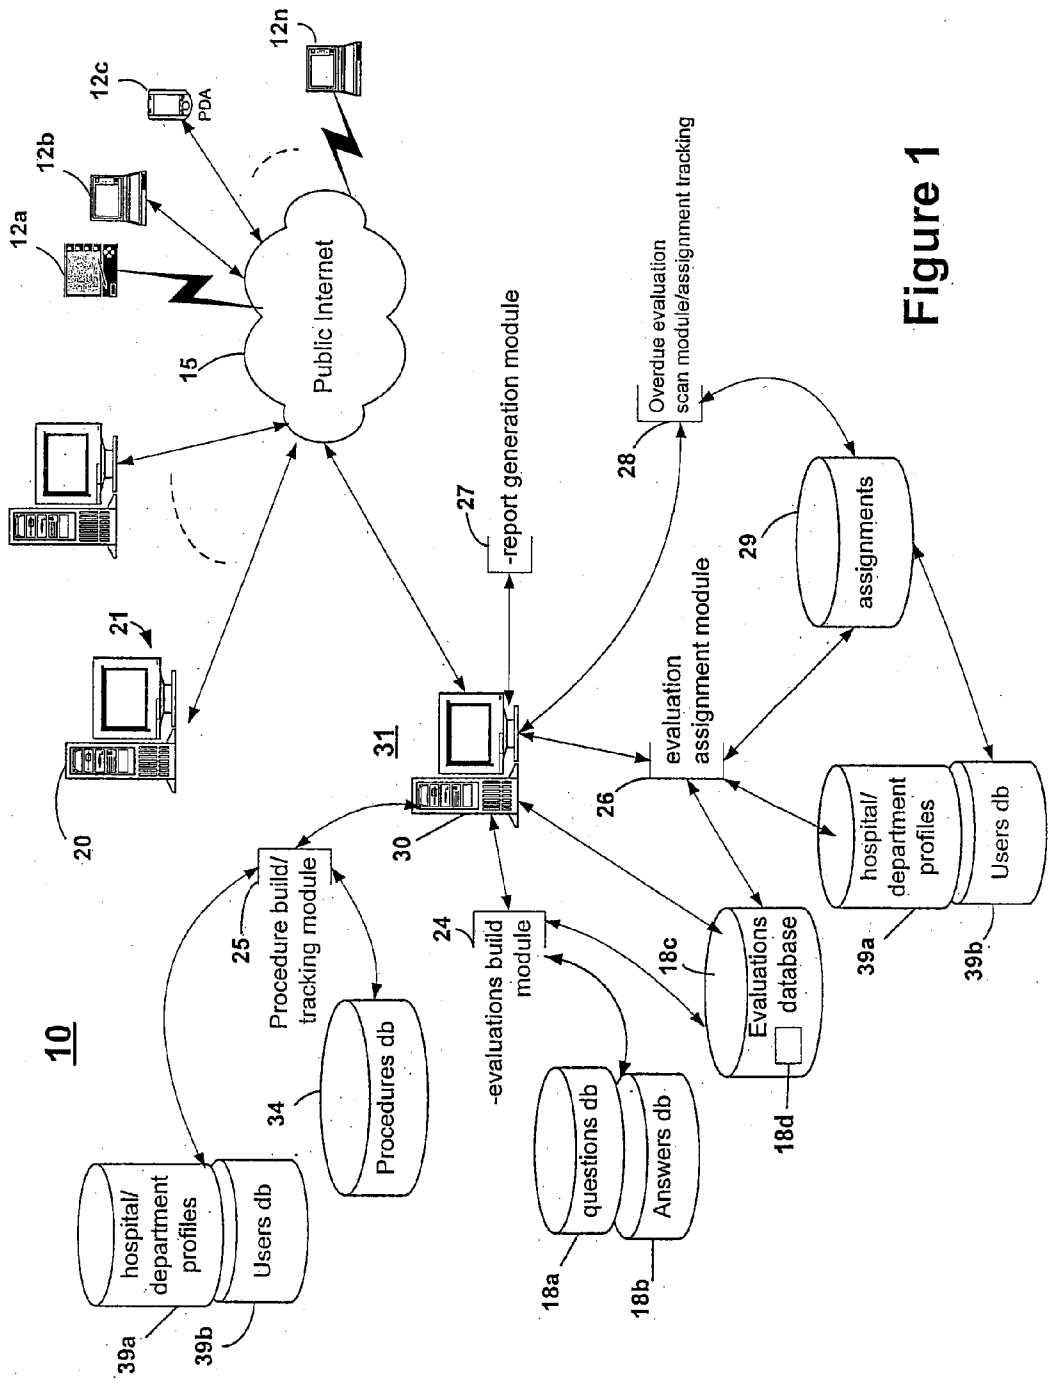 10
20
21
12a
12b
12c
PDA
12n
15
Public Internet
31
30
25
Procedure build/
tracking module
34
Procedures db
hospital/
department
profiles
Users db
39a
39b
24
-evaluations build
module
27
-report generation module
28
Overdue evaluation
scan module/assignment tracking
26
evaluation
assignment module
29
assignments
questions db
Answers db
18a
18b
18c
Evaluations
database
18d
hospital/
department
profiles
Users db
39a
39b
Figure 1